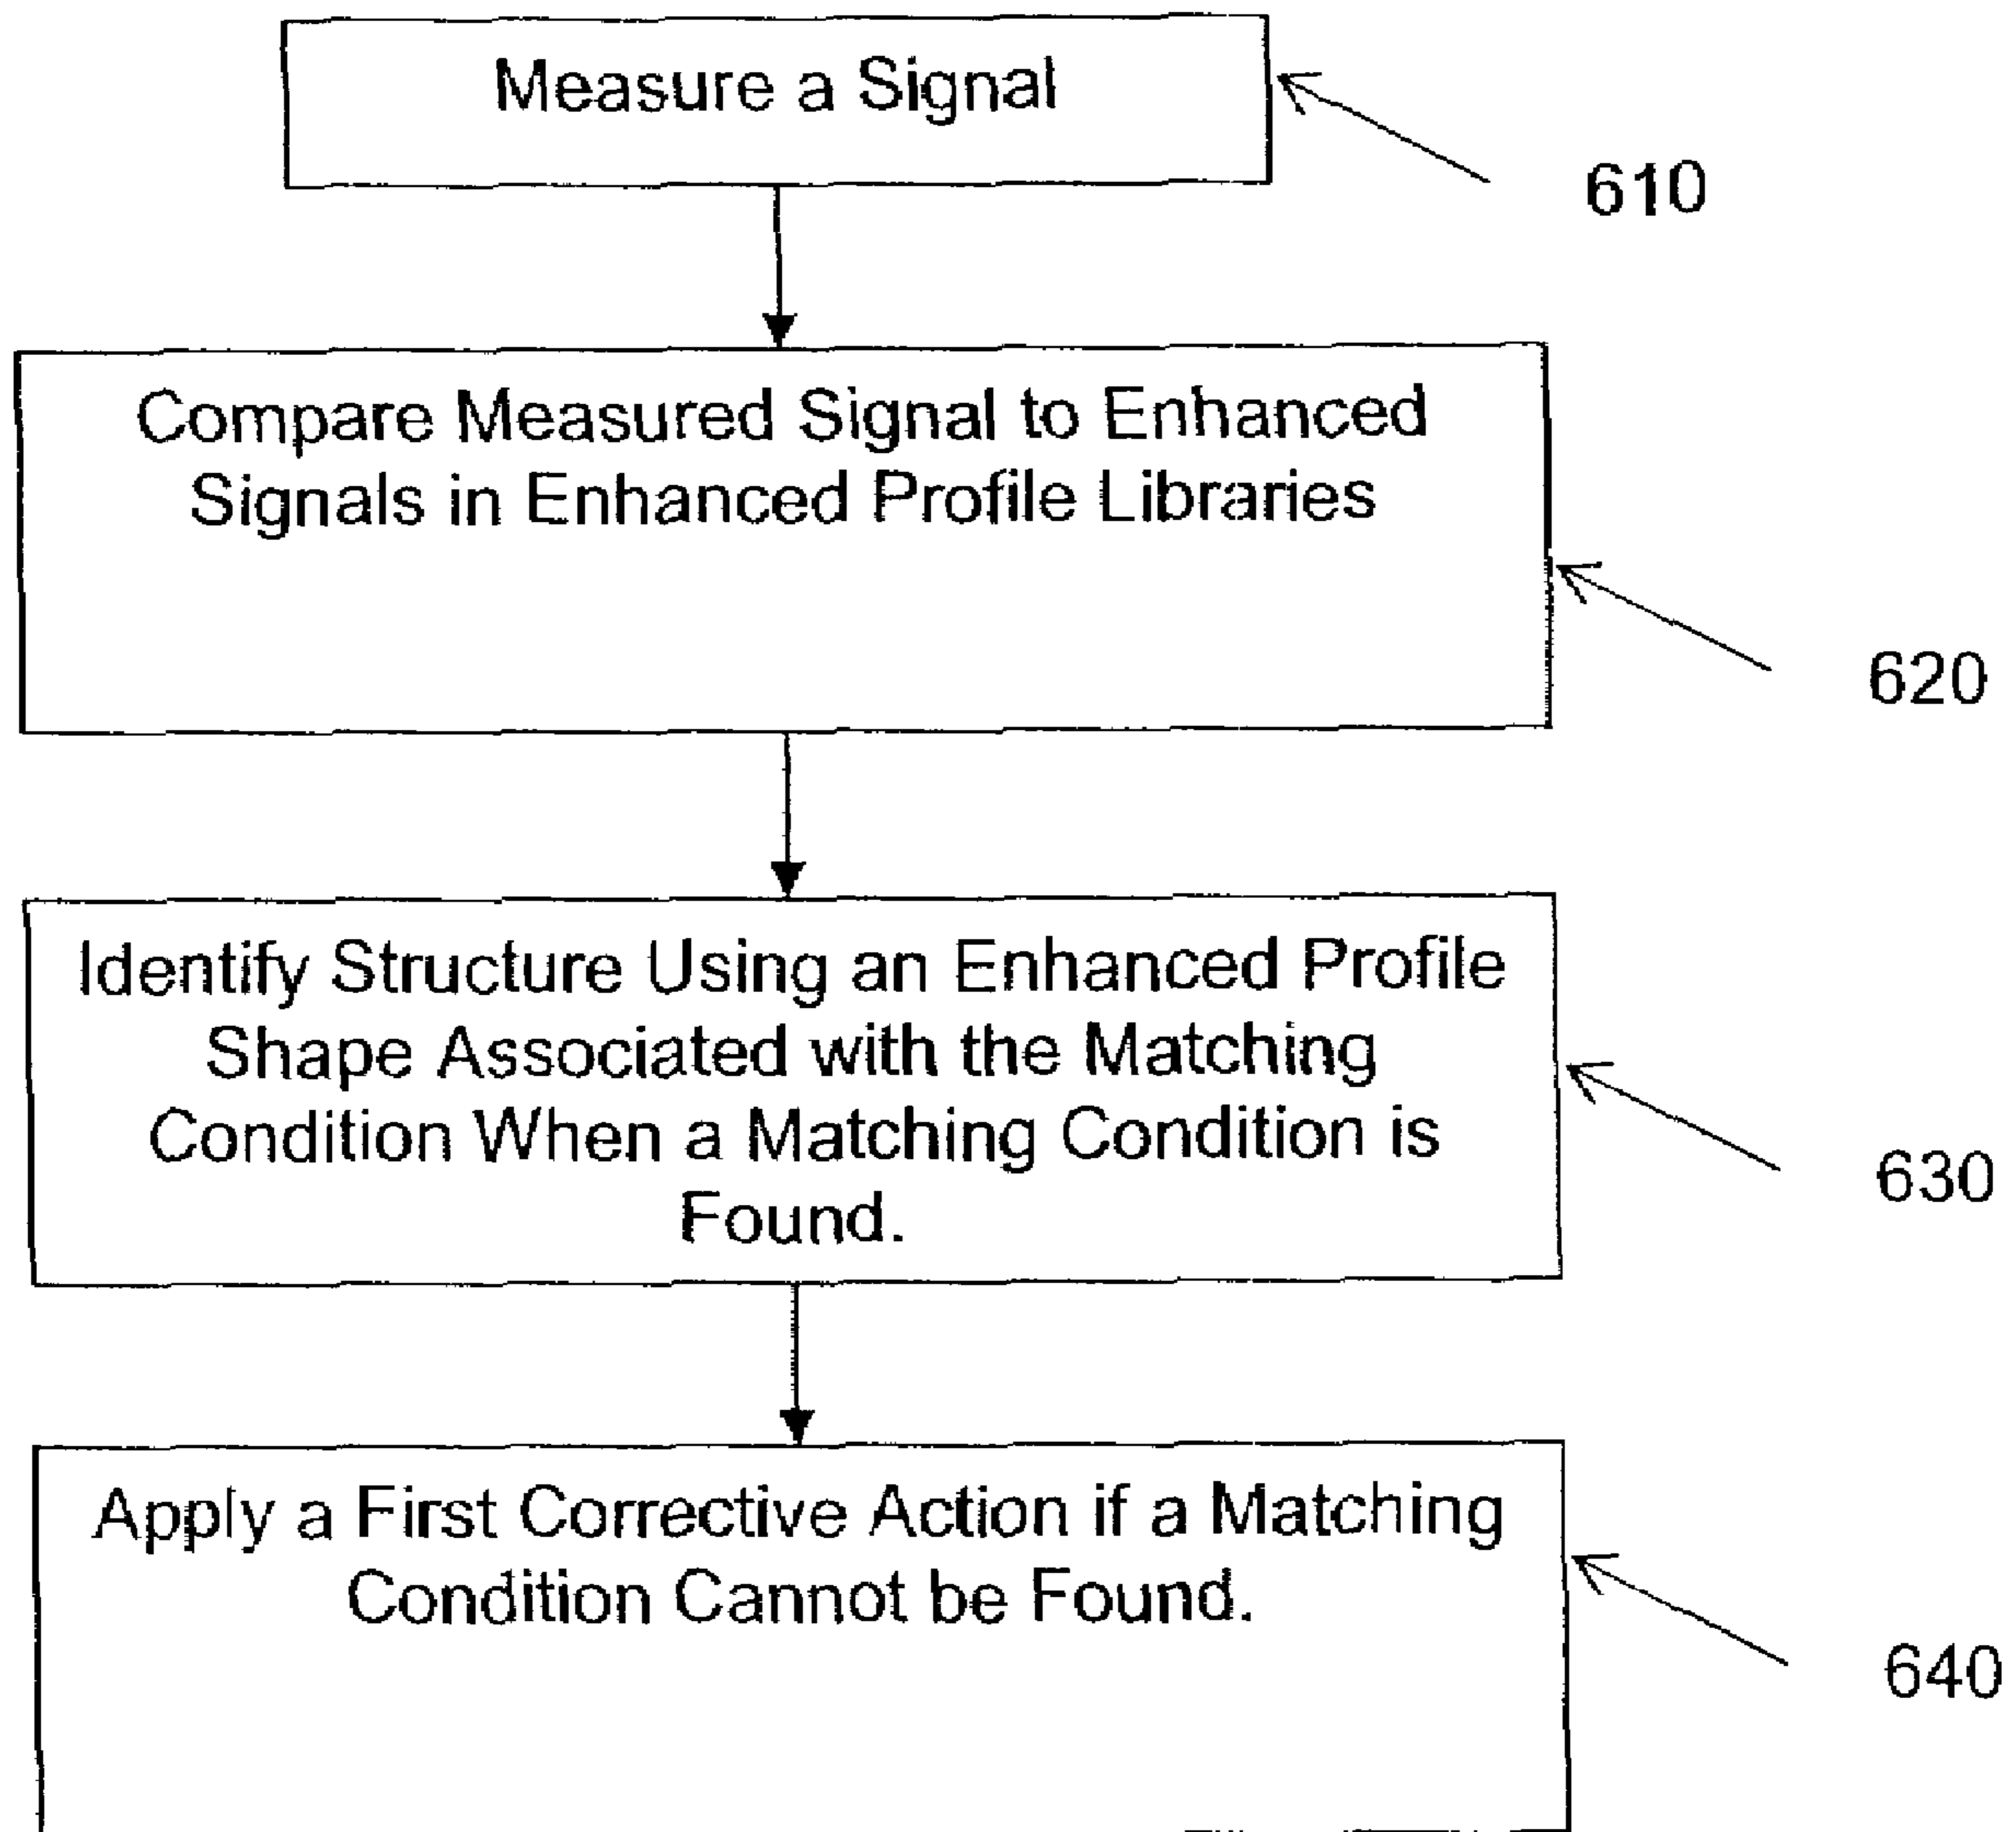 Measure a Signal
610
Compare Measured Signal to Enhanced
Signals in Enhanced Profile Libraries
620
Identify Structure Using an Enhanced Profile
Shape Associated with the Matching
Condition When a Matching Condition is
Found.
630
Apply a First Corrective Action if a Matching
Condition Cannot be Found.
640